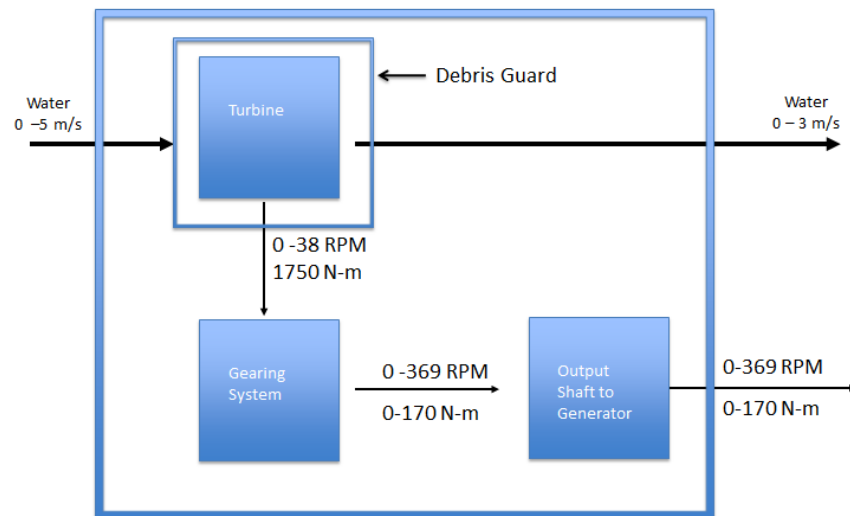 Debris Guard
Water
0 –5 m/s
Turbine
Water
0 – 3 m/s
0 -38 RPM
1750 N-m
Gearing
System
0 -369 RPM
0-170 N-m
Output
Shaft to
Generator
0-369 RPM
0-170 N-m